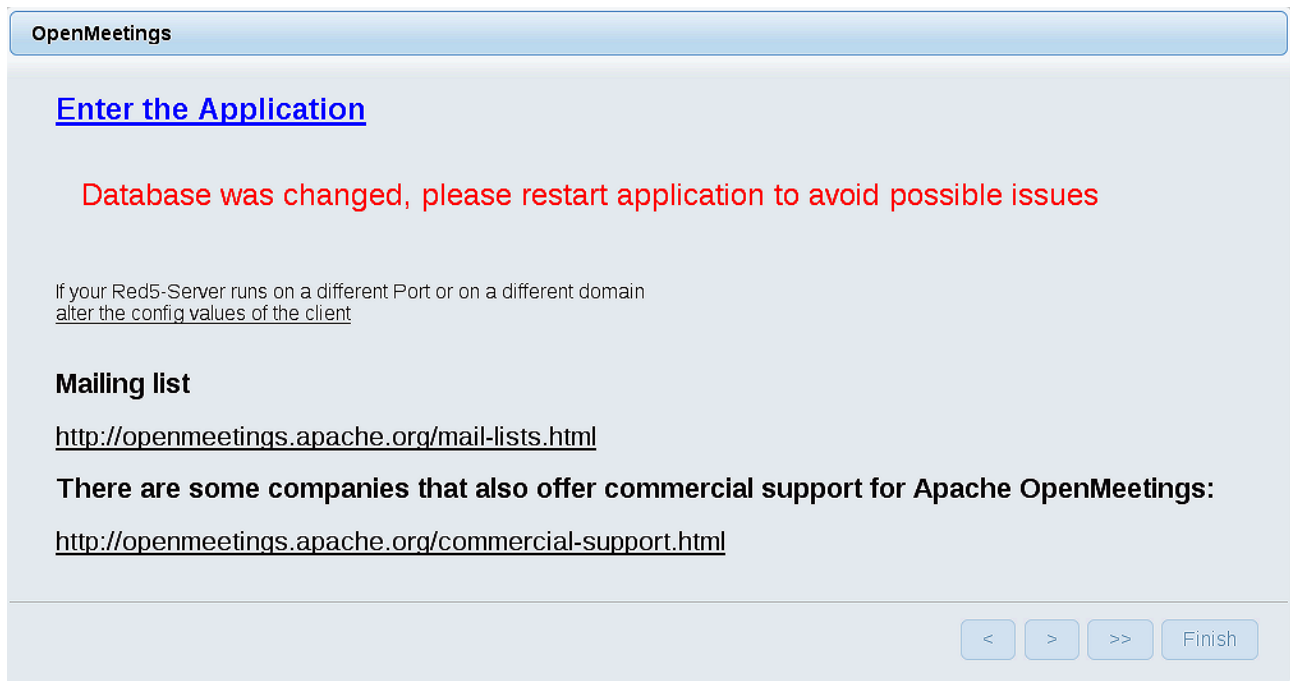 OpenMeetings
Enter the Application
Database was changed, please restart application to avoid possible issues
If your Red5-Server runs on a different Port or on a different domain
alter the config values of the client
Mailing list
http://openmeetings.apache.org/mail-lists.html
There are some companies that also offer commercial support for Apache OpenMeetings:
http://openmeetings.apache.org/commercial-support.html
< > >> Finish